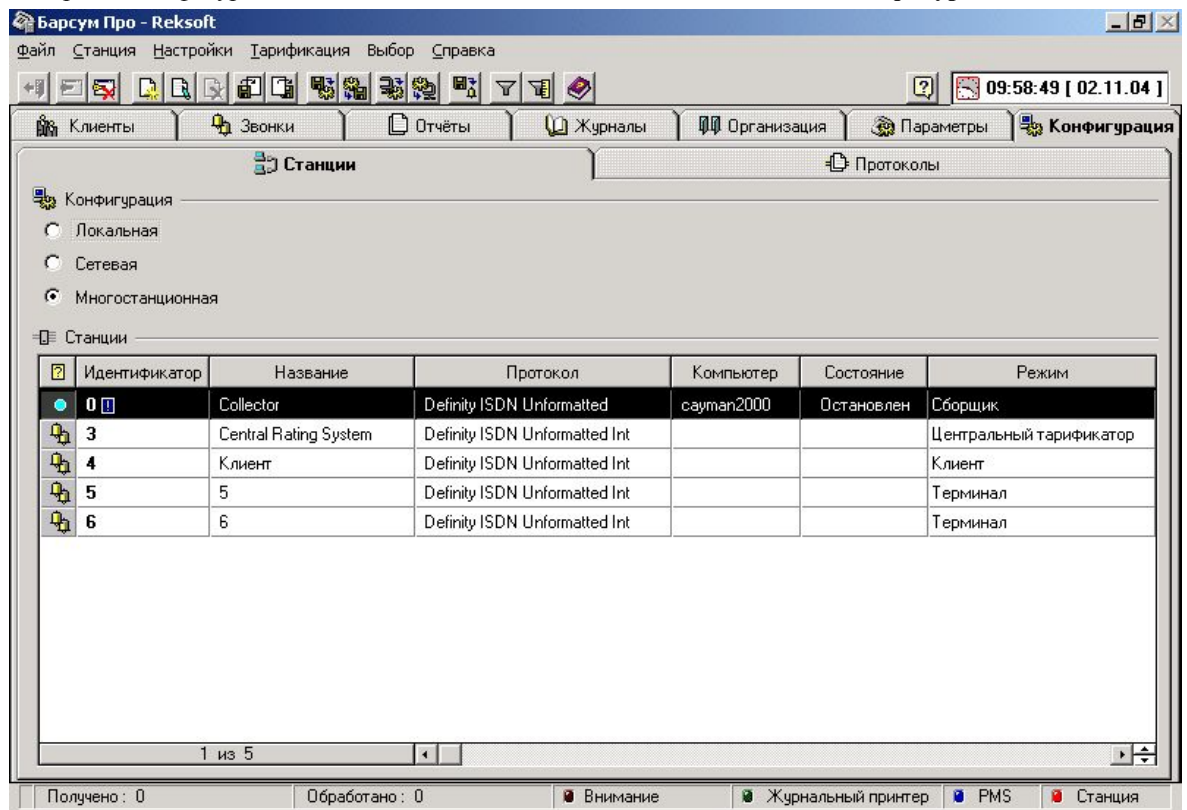 Барсум Про - Reksoft
Файл Станция Настройки Тарификация Выбор Справка
09:58:49 [ 02.11.04 ]
Клиенты Звонки Отчёты Журналы Организация Параметры Конфигурация
Станции Протоколы
Конфигурация
Локальная
Сетевая
Многостанционная
Станции
Идентификатор Название Протокол Компьютер Состояние Режим
0 Collector Definity ISDN Unformatted cayman2000 Остановлен Сборщик
3 Central Rating System Definity ISDN Unformatted Int Центральный тарификатор
4 Клиент Definity ISDN Unformatted Int Клиент
5 5 Definity ISDN Unformatted Int Терминал
6 6 Definity ISDN Unformatted Int Терминал
1 из 5
Получено : 0 Обработано : 0 Внимание Журнальный принтер PMS Станция